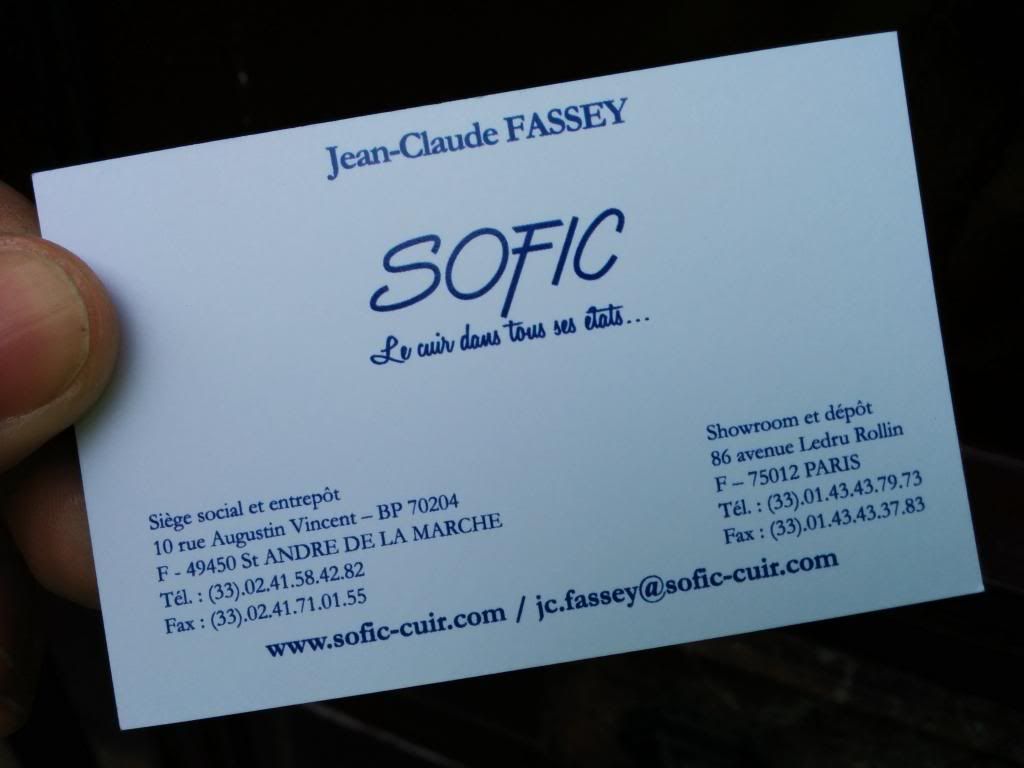 Jean-Claude FASSEY
SOFIC
Le cuir dans tous ses états...
Siège social et entrepôt
10 rue Augustin Vincent – BP 70204
F - 49450 St ANDRE DE LA MARCHE
Tél. : (33).02.41.58.42.82
Fax : (33).02.41.71.01.55
Showroom et dépôt
86 avenue Ledru Rollin
F – 75012 PARIS
Tél. : (33).01.43.43.79.73
Fax : (33).01.43.43.37.83
www.sofic-cuir.com / jc.fassey@sofic-cuir.com